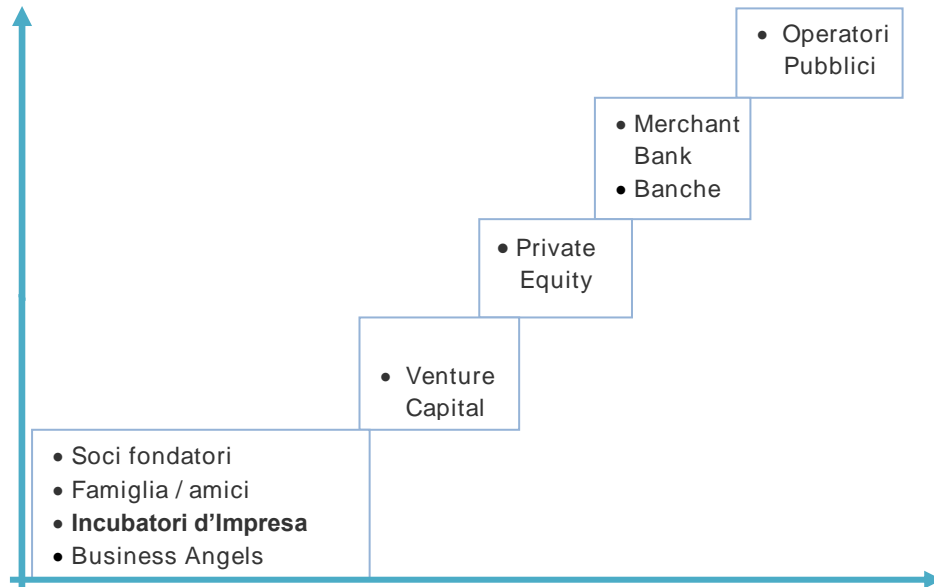 • Operatori
Pubblici
• Merchant
Bank
• Banche
• Private
Equity
• Venture
Capital
• Soci fondatori
• Famiglia / amici
• Incubatori d’Impresa
• Business Angels